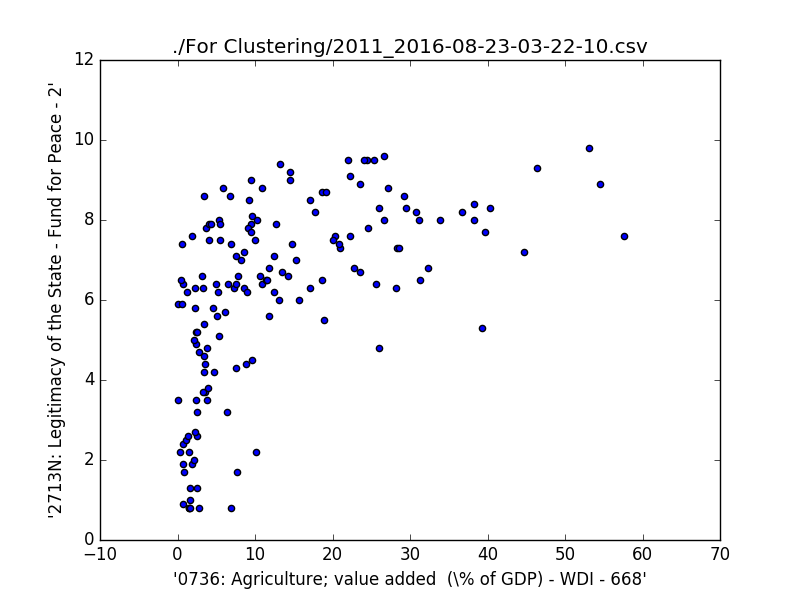 ./For Clustering/2011_2016-08-23-03-22-10.csv
12
10
8
6
4
2
0
'2713N: Legitimacy of the State - Fund for Peace - 2'
−10 0 10 20 30 40 50 60 70
'0736: Agriculture; value added  (\% of GDP) - WDI - 668'